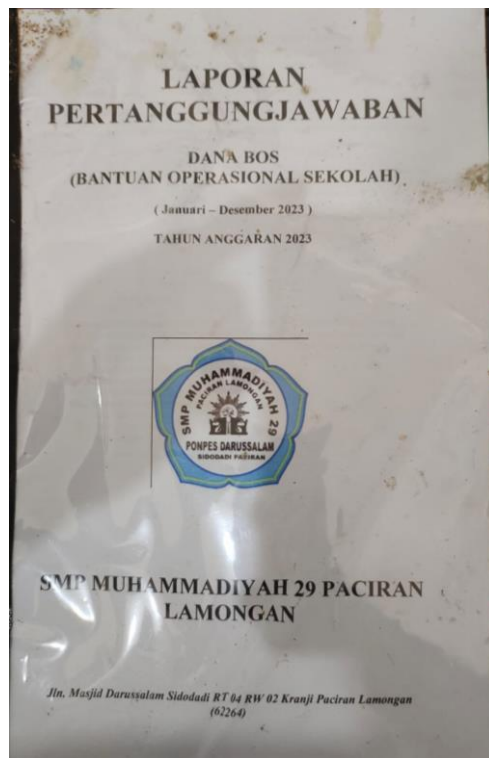 LAPORAN
PERTANGGUNGJAWABAN
DANA BOS
(BANTUAN OPERASIONAL SEKOLAH)
( Januari – Desember 2023 )
TAHUN ANGGARAN 2023
SMP MUHAMMADIYAH 29
PACIRAN LAMONGAN
PONPES DARUSSALAM
SIDODADI PACIRAN
SMP MUHAMMADIYAH 29 PACIRAN
LAMONGAN
Jln. Masjid Darussalam Sidodadi RT 04 RW 02 Kranji Paciran Lamongan
(62264)